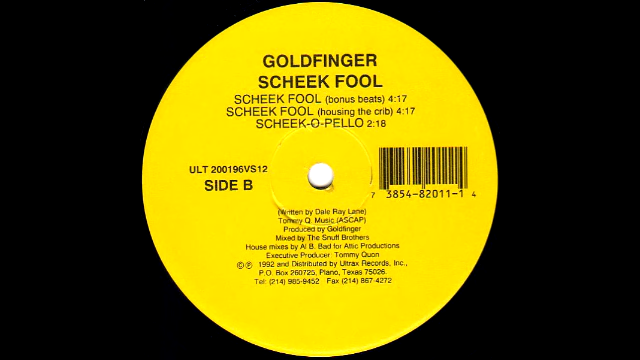 GOLDFINGER
SCHEEK FOOL
SCHEEK FOOL (bonus beats) 4:17
SCHEEK FOOL (housing the crib) 4:17
SCHEEK-O-PELLO 2:18
ULT 200196VS12
SIDE B
7 3854-82011-1 4
(Written by Dale Ray Lane)
Tommy Q. Music (ASCAP)
Produced by Goldfinger
Mixed by The Snuff Brothers
House mixes by Al B. Bad for Attic Productions
Executive Producer: Tommy Quon
© ℗ 1992 and Distributed by Ultrax Records, Inc.,
P.O. Box 260725, Plano, Texas 75026.
Tel: (214) 985-9452 Fax (214) 867-4272